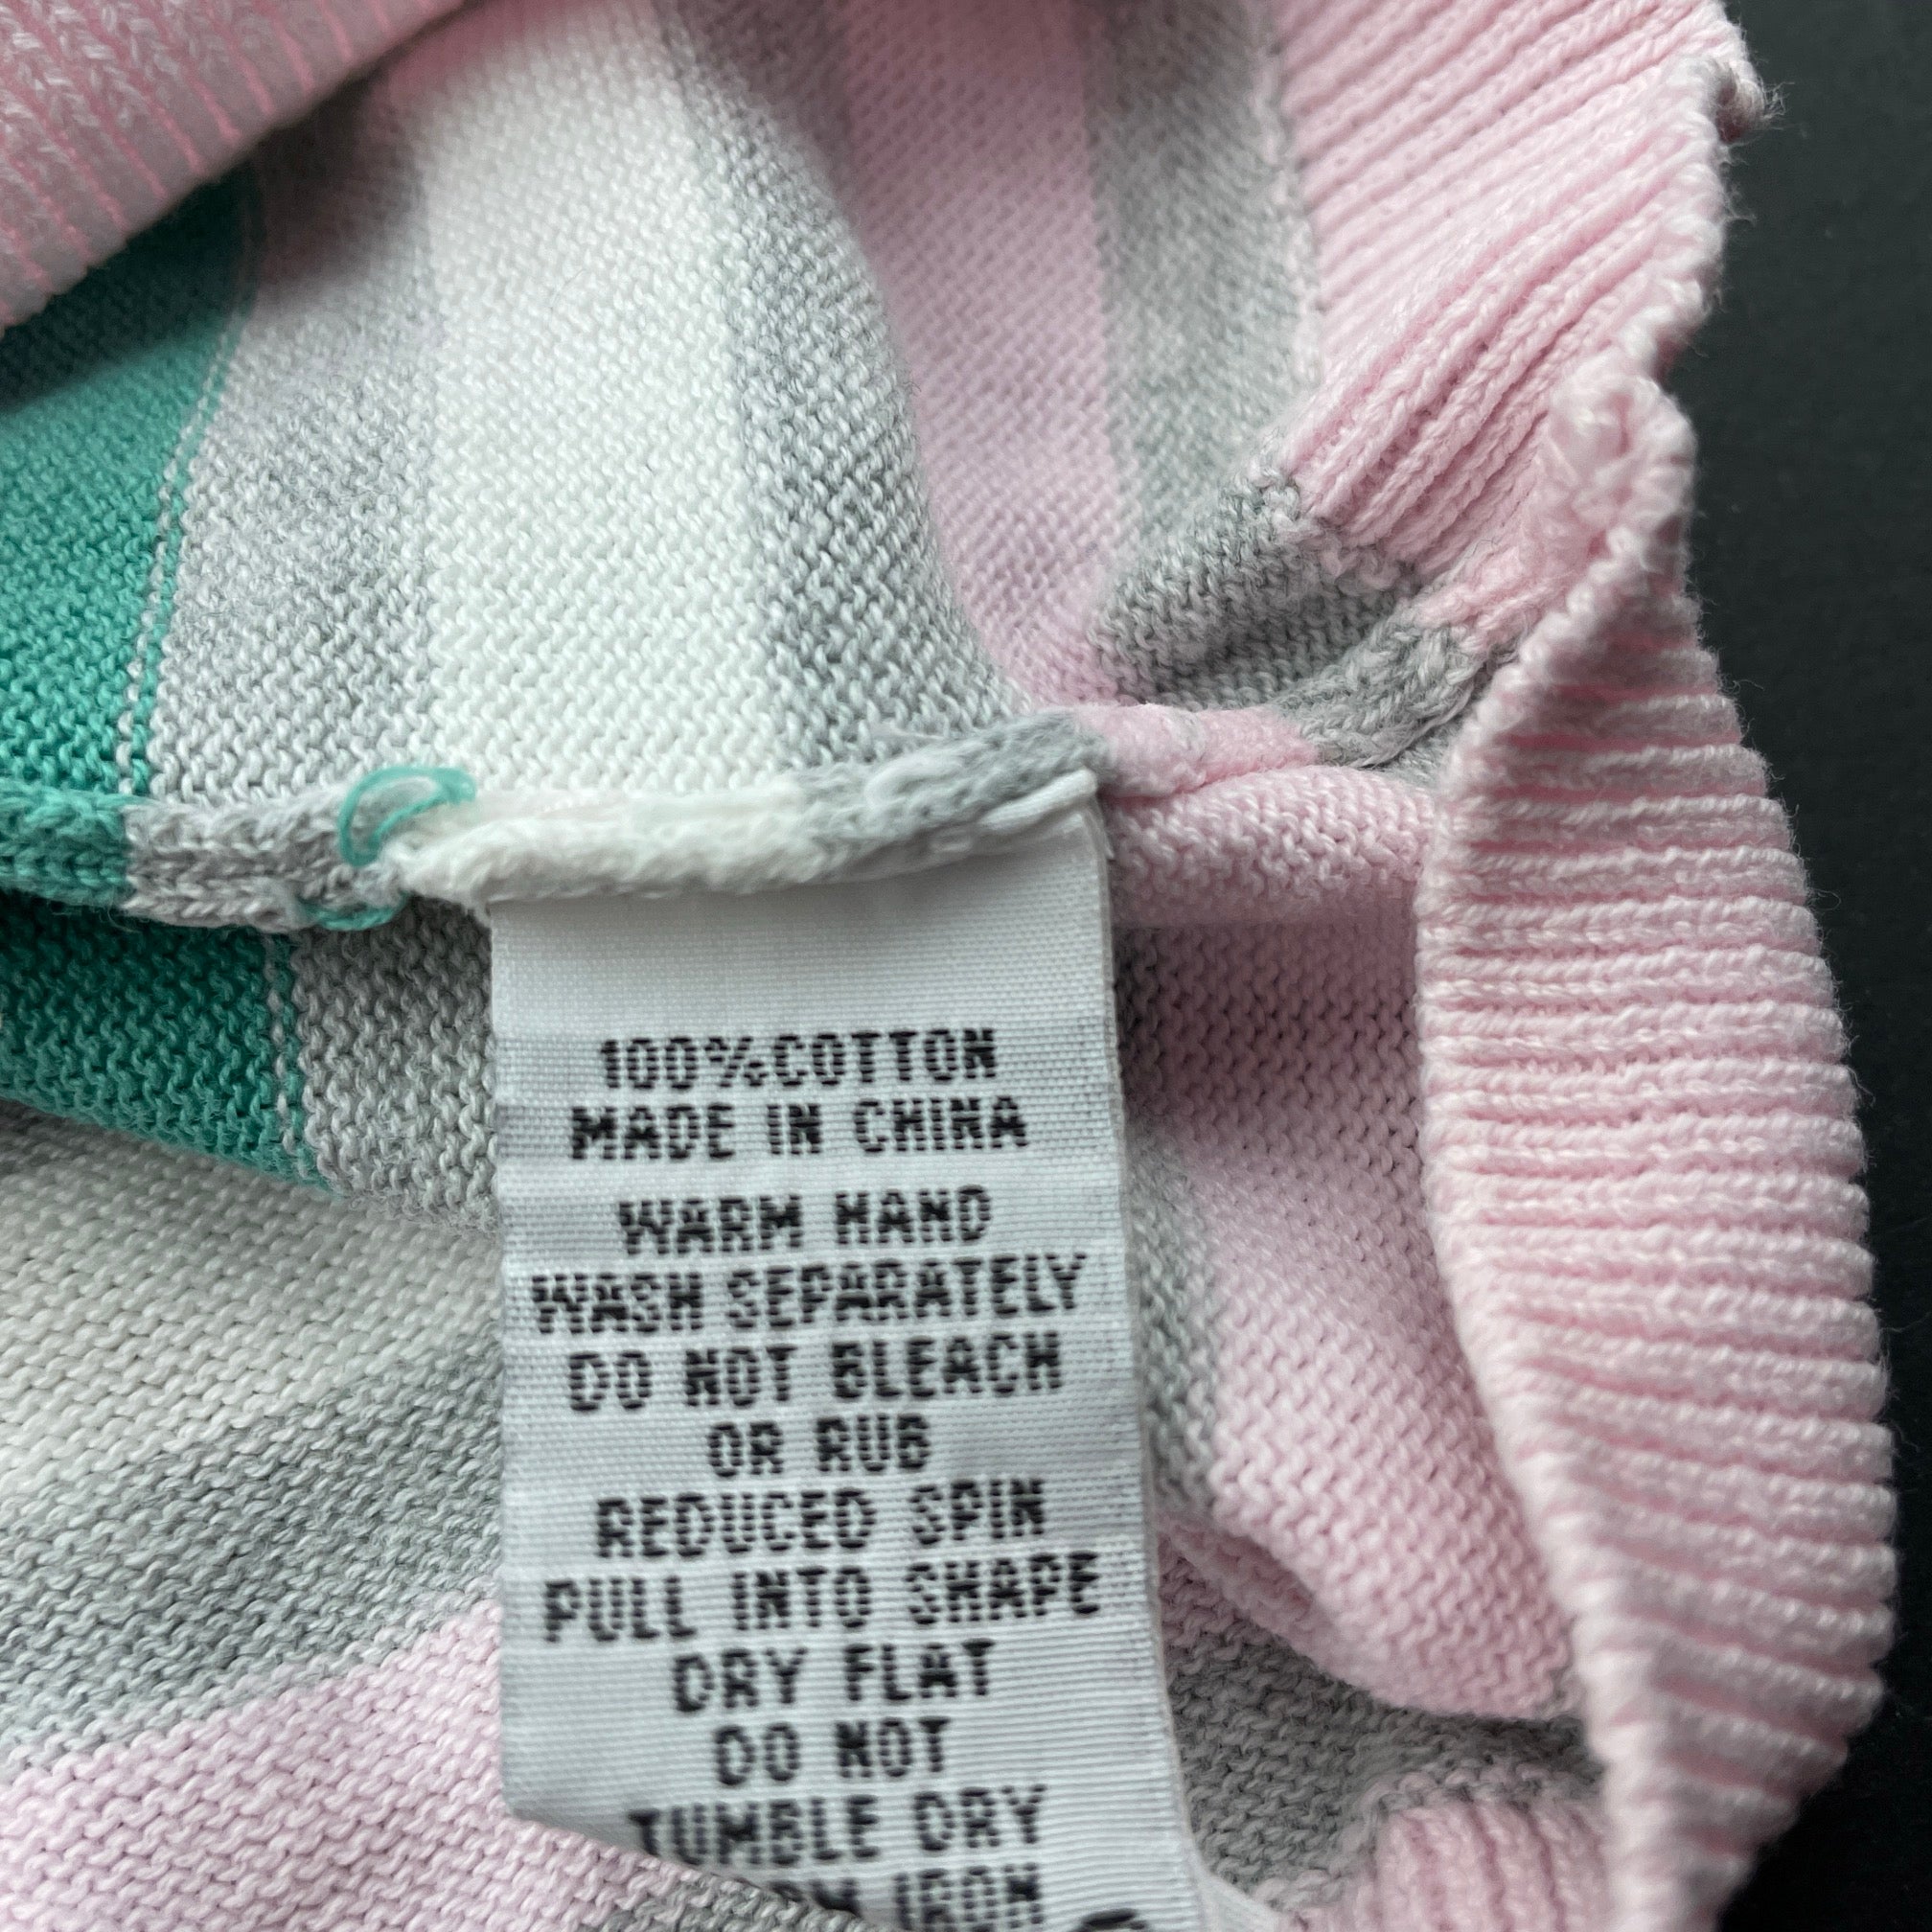 100%COTTON
MADE IN CHINA
WARM HAND
WASH SEPARATELY
DO NOT BLEACH
OR RUB
REDUCED SPIN
PULL INTO SHAPE
DRY FLAT
DO NOT
TUMBLE DRY
IRON